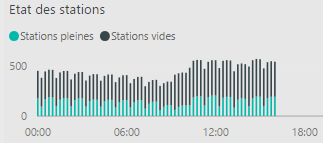 Etat des stations
Stations pleines Stations vides
500
0
00:00 06:00 12:00 18:00